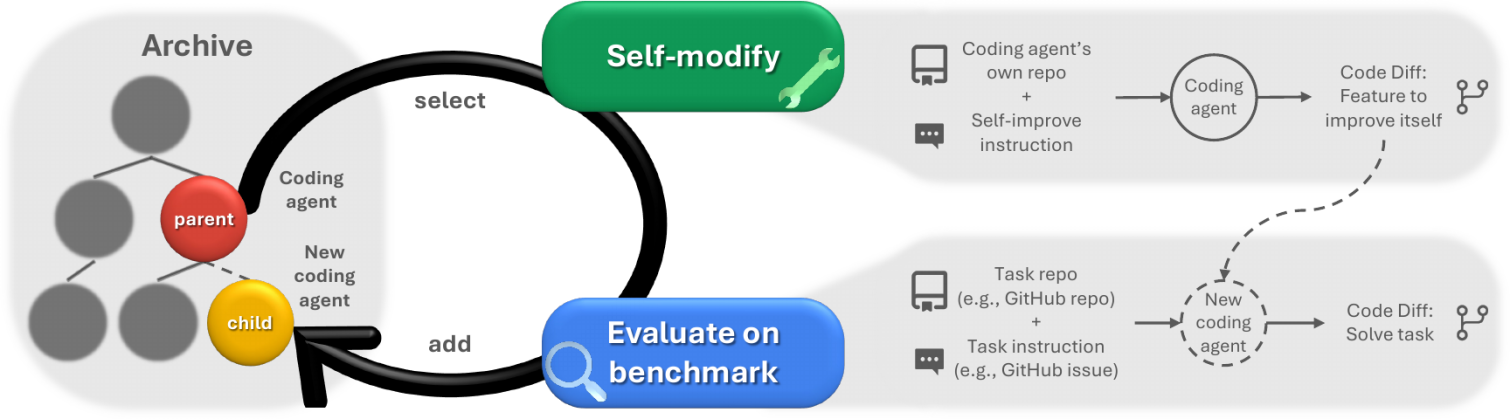 Archive
parent
child
Coding
agent
New
coding
agent
select
add
Self-modify
Evaluate on
benchmark
Coding agent's
own repo
+
Self-improve
instruction
Coding
agent
Code Diff:
Feature to
improve itself
Task repo
(e.g., GitHub repo)
+
Task instruction
(e.g., GitHub issue)
New
coding
agent
Code Diff:
Solve task